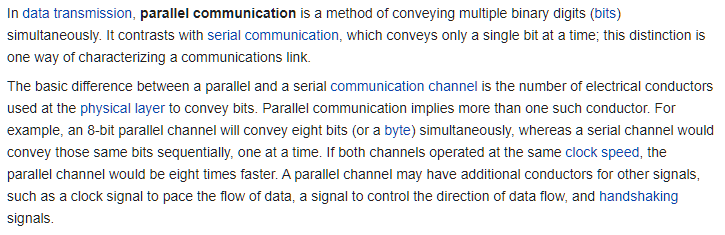 In data transmission, parallel communication is a method of conveying multiple binary digits (bits)
simultaneously. It contrasts with serial communication, which conveys only a single bit at a time; this distinction is
one way of characterizing a communications link.
The basic difference between a parallel and a serial communication channel is the number of electrical conductors
used at the physical layer to convey bits. Parallel communication implies more than one such conductor. For
example, an 8-bit parallel channel will convey eight bits (or a byte) simultaneously, whereas a serial channel would
convey those same bits sequentially, one at a time. If both channels operated at the same clock speed, the
parallel channel would be eight times faster. A parallel channel may have additional conductors for other signals,
such as a clock signal to pace the flow of data, a signal to control the direction of data flow, and handshaking
signals.